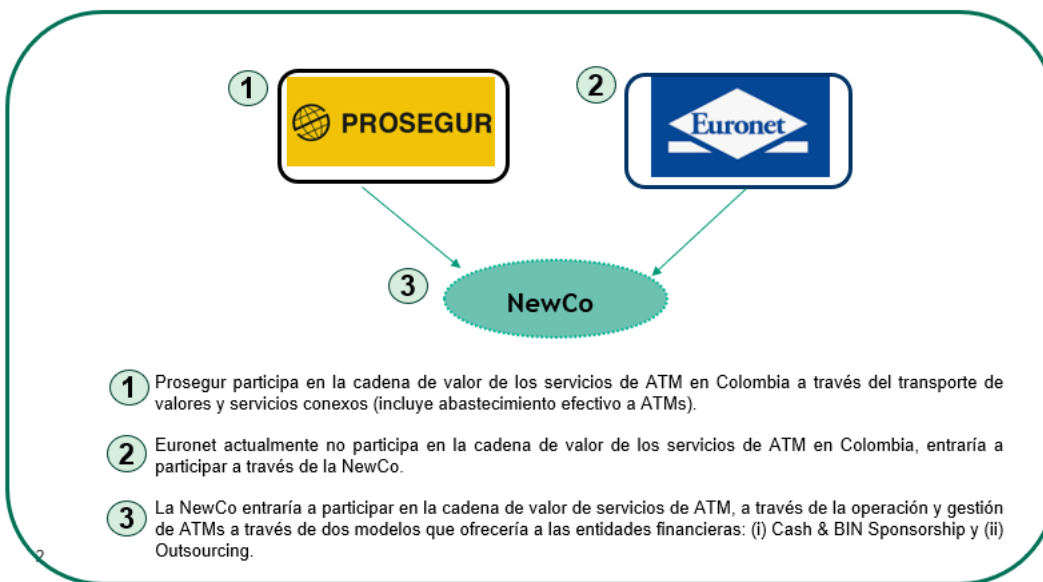 1
PROSEGUR
2
Euronet
3
NewCo
1 Prosegur participa en la cadena de valor de los servicios de ATM en Colombia a través del transporte de
valores y servicios conexos (incluye abastecimiento efectivo a ATMs).
2 Euronet actualmente no participa en la cadena de valor de los servicios de ATM en Colombia, entraría a
participar a través de la NewCo.
3 La NewCo entraría a participar en la cadena de valor de servicios de ATM, a través de la operación y gestión
de ATMs a través de dos modelos que ofrecería a las entidades financieras: (i) Cash & BIN Sponsorship y (ii)
Outsourcing.
2